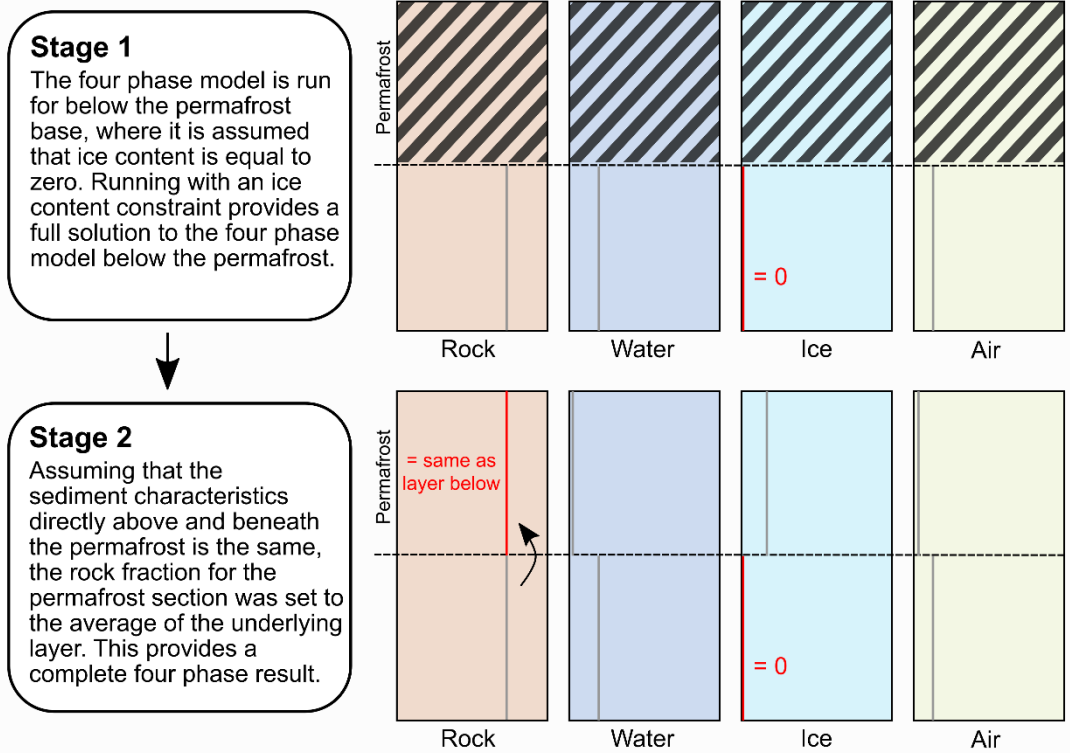 Stage 1
The four phase model is run
for below the permafrost
base, where it is assumed
that ice content is equal to
zero. Running with an ice
content constraint provides a
full solution to the four phase
model below the permafrost.
Permafrost
= 0
Rock
Water
Ice
Air
Stage 2
Assuming that the
sediment characteristics
directly above and beneath
the permafrost is the same,
the rock fraction for the
permafrost section was set to
the average of the underlying
layer. This provides a
complete four phase result.
Permafrost
= same as
layer below
= 0
Rock
Water
Ice
Air